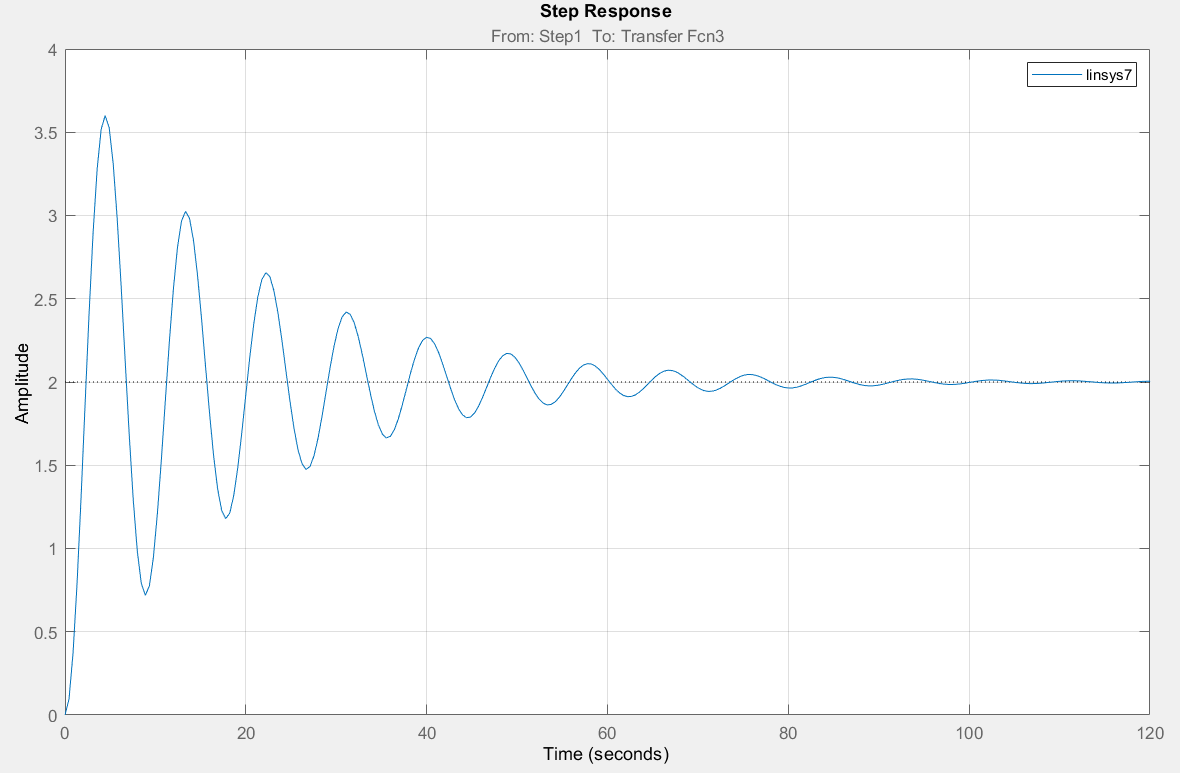 Step Response
From: Step1 To: Transfer Fcn3
linsys7
Amplitude
4
3.5
3
2.5
2
1.5
1
0.5
0
0 20 40 60 80 100 120
Time (seconds)